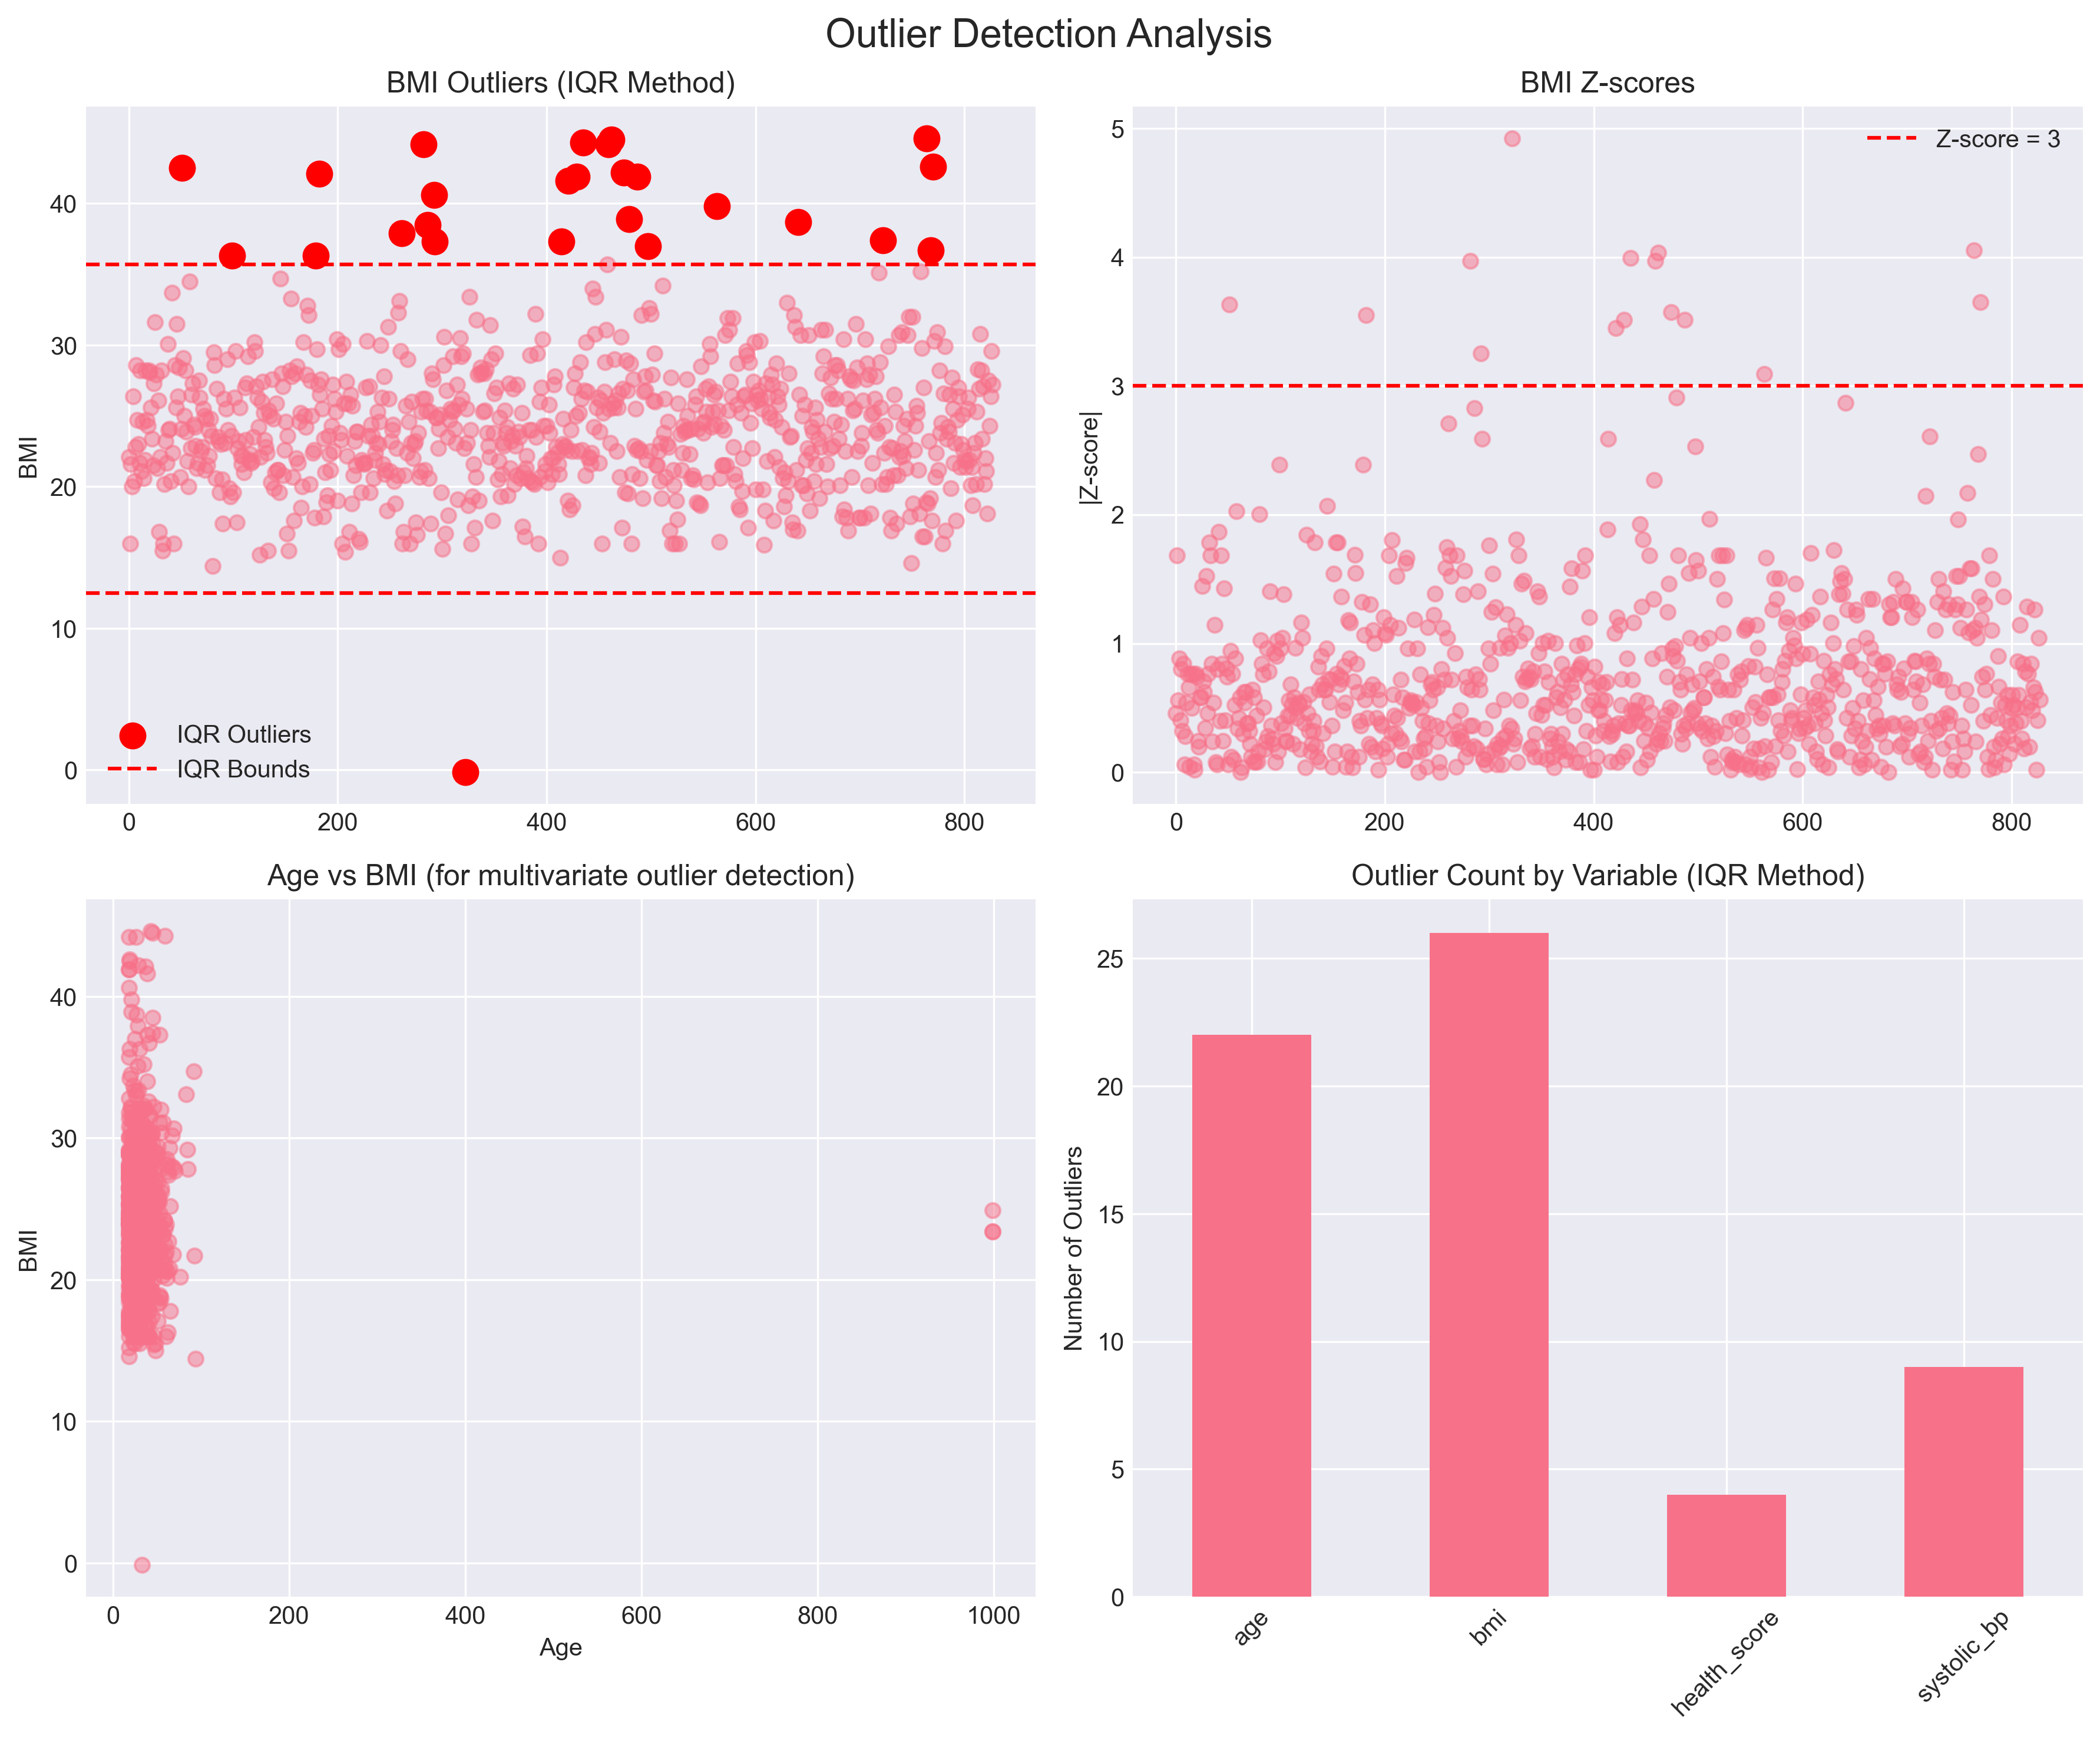 Outlier Detection Analysis
BMI Outliers (IQR Method)
BMI
40
30
20
10
0
IQR Outliers
IQR Bounds
0 200 400 600 800
BMI Z-scores
|Z-score|
5
4
3
2
1
0
Z-score = 3
0 200 400 600 800
Age vs BMI (for multivariate outlier detection)
BMI
40
30
20
10
0
0 200 400 600 800 1000
Age
Outlier Count by Variable (IQR Method)
Number of Outliers
25
20
15
10
5
0
age bmi health_score systolic_bp